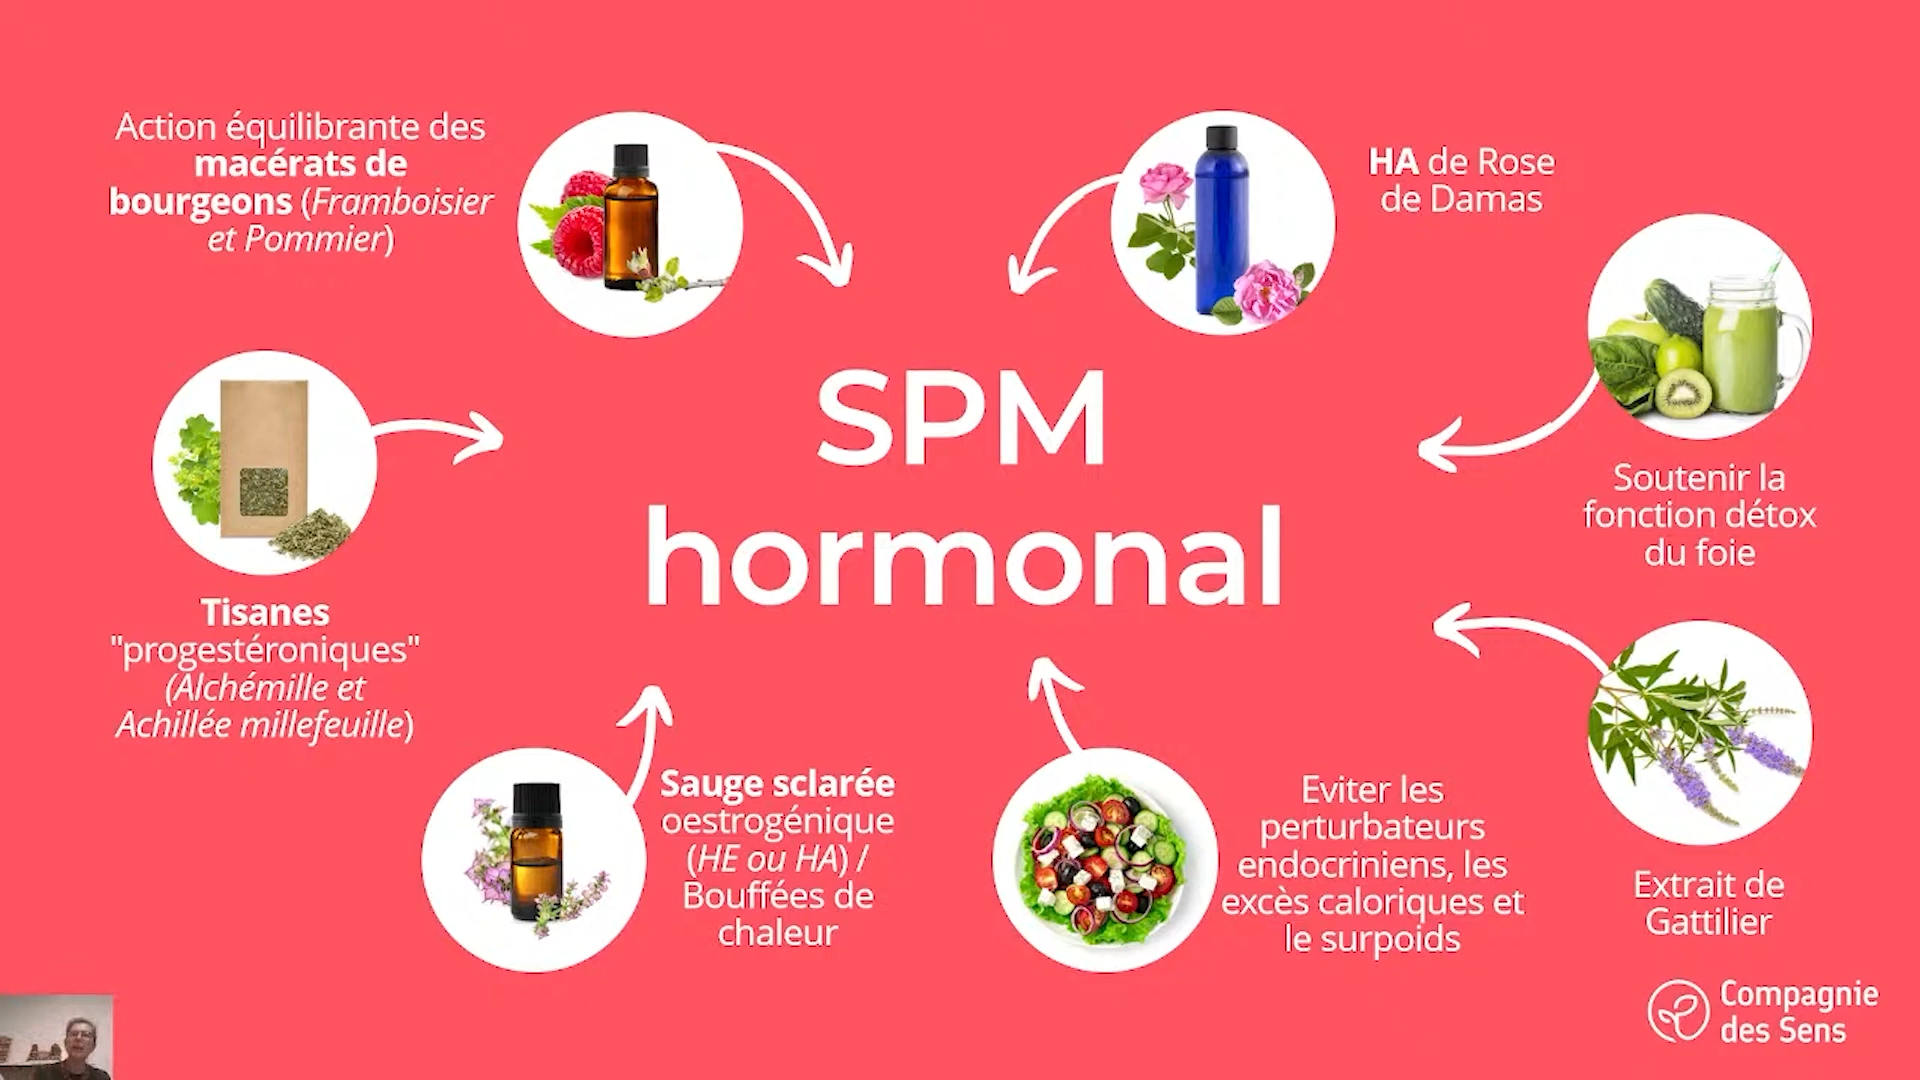 Action équilibrante des
macérats de
bourgeons (Framboisier
et Pommier)
HA de Rose
de Damas
SPM
hormonal
Soutenir la
fonction détox
du foie
Tisanes
"progestéroniques"
(Alchémille et
Achillée millefeuille)
Sauge sclarée
oestrogénique
(HE ou HA) /
Bouffées de
chaleur
Eviter les
perturbateurs
endocriniens, les
excès caloriques et
le surpoids
Extrait de
Gattilier
Compagnie
des Sens